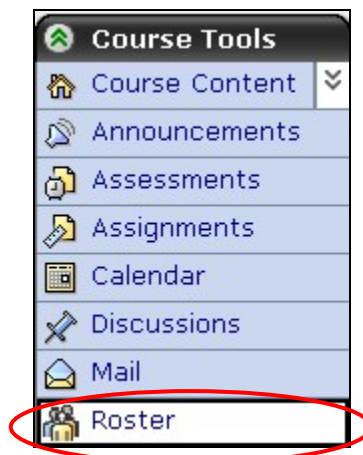 Course Tools
Course Content
Announcements
Assessments
Assignments
Calendar
Discussions
Mail
Roster